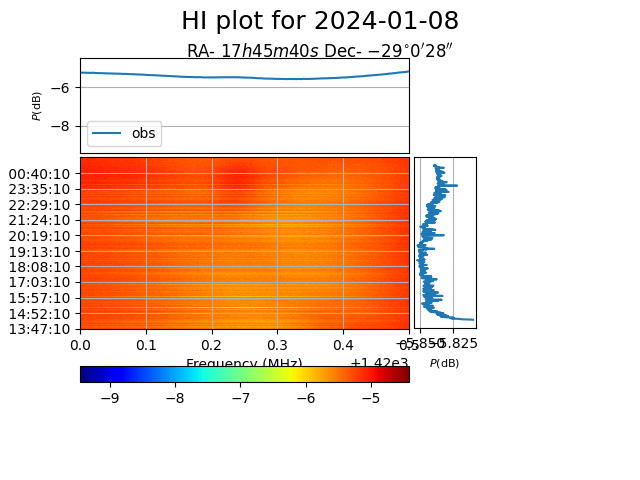 HI plot for 2024-01-08
RA- 17h45m40s Dec- −29°0′28″
P(dB)
−6
−8
obs
00:40:10
23:35:10
22:29:10
21:24:10
20:19:10
19:13:10
18:08:10
17:03:10
15:57:10
14:52:10
13:47:10
0.0 0.1 0.2 0.3 0.4 0.5
Frequency (MHz) +1.42e3
−5.850 −5.825
P(dB)
−9 −8 −7 −6 −5